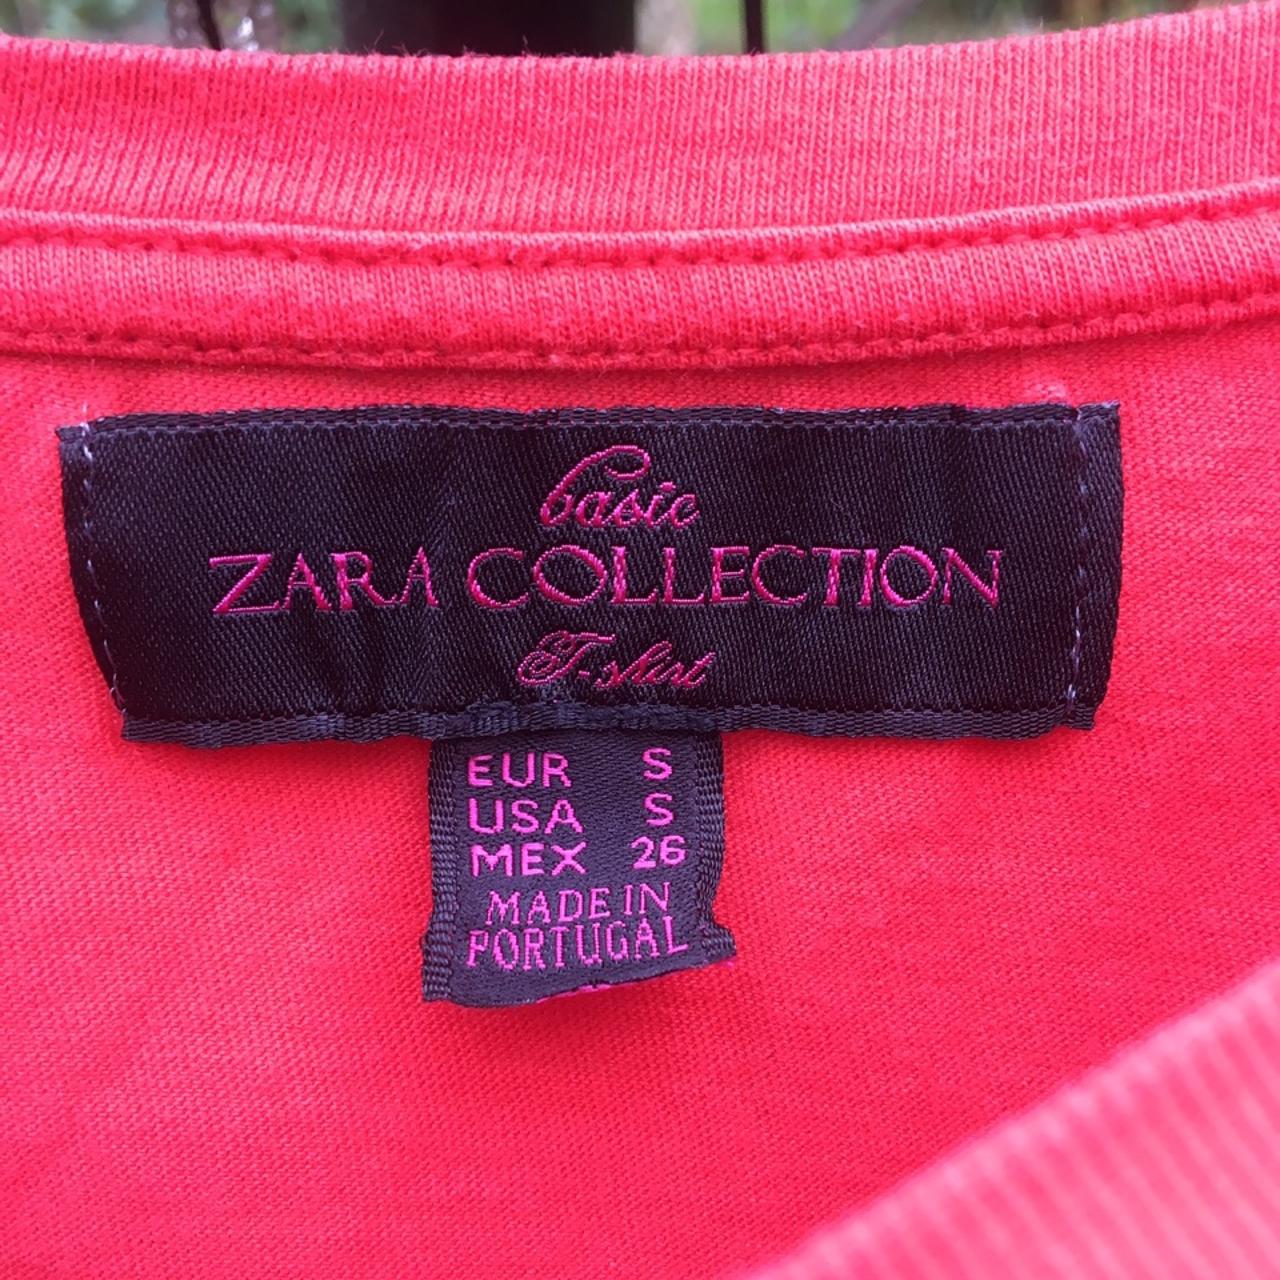 basic
ZARA COLLECTION
T-shirt
EUR S
USA S
MEX 26
MADE IN
PORTUGAL